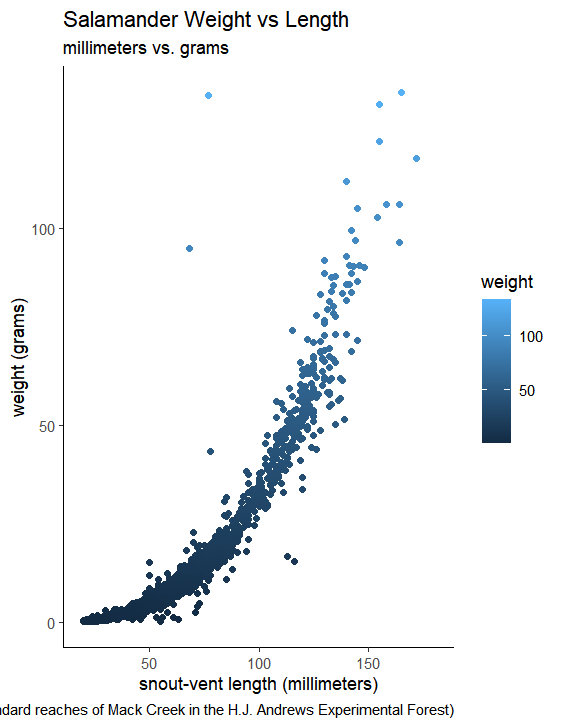 Salamander Weight vs Length
millimeters vs. grams
100
50
0
weight (grams)
50
100
150
snout-vent length (millimeters)
weight
100
50
reaches of Mack Creek in the H.J. Andrews Experimental Forest)